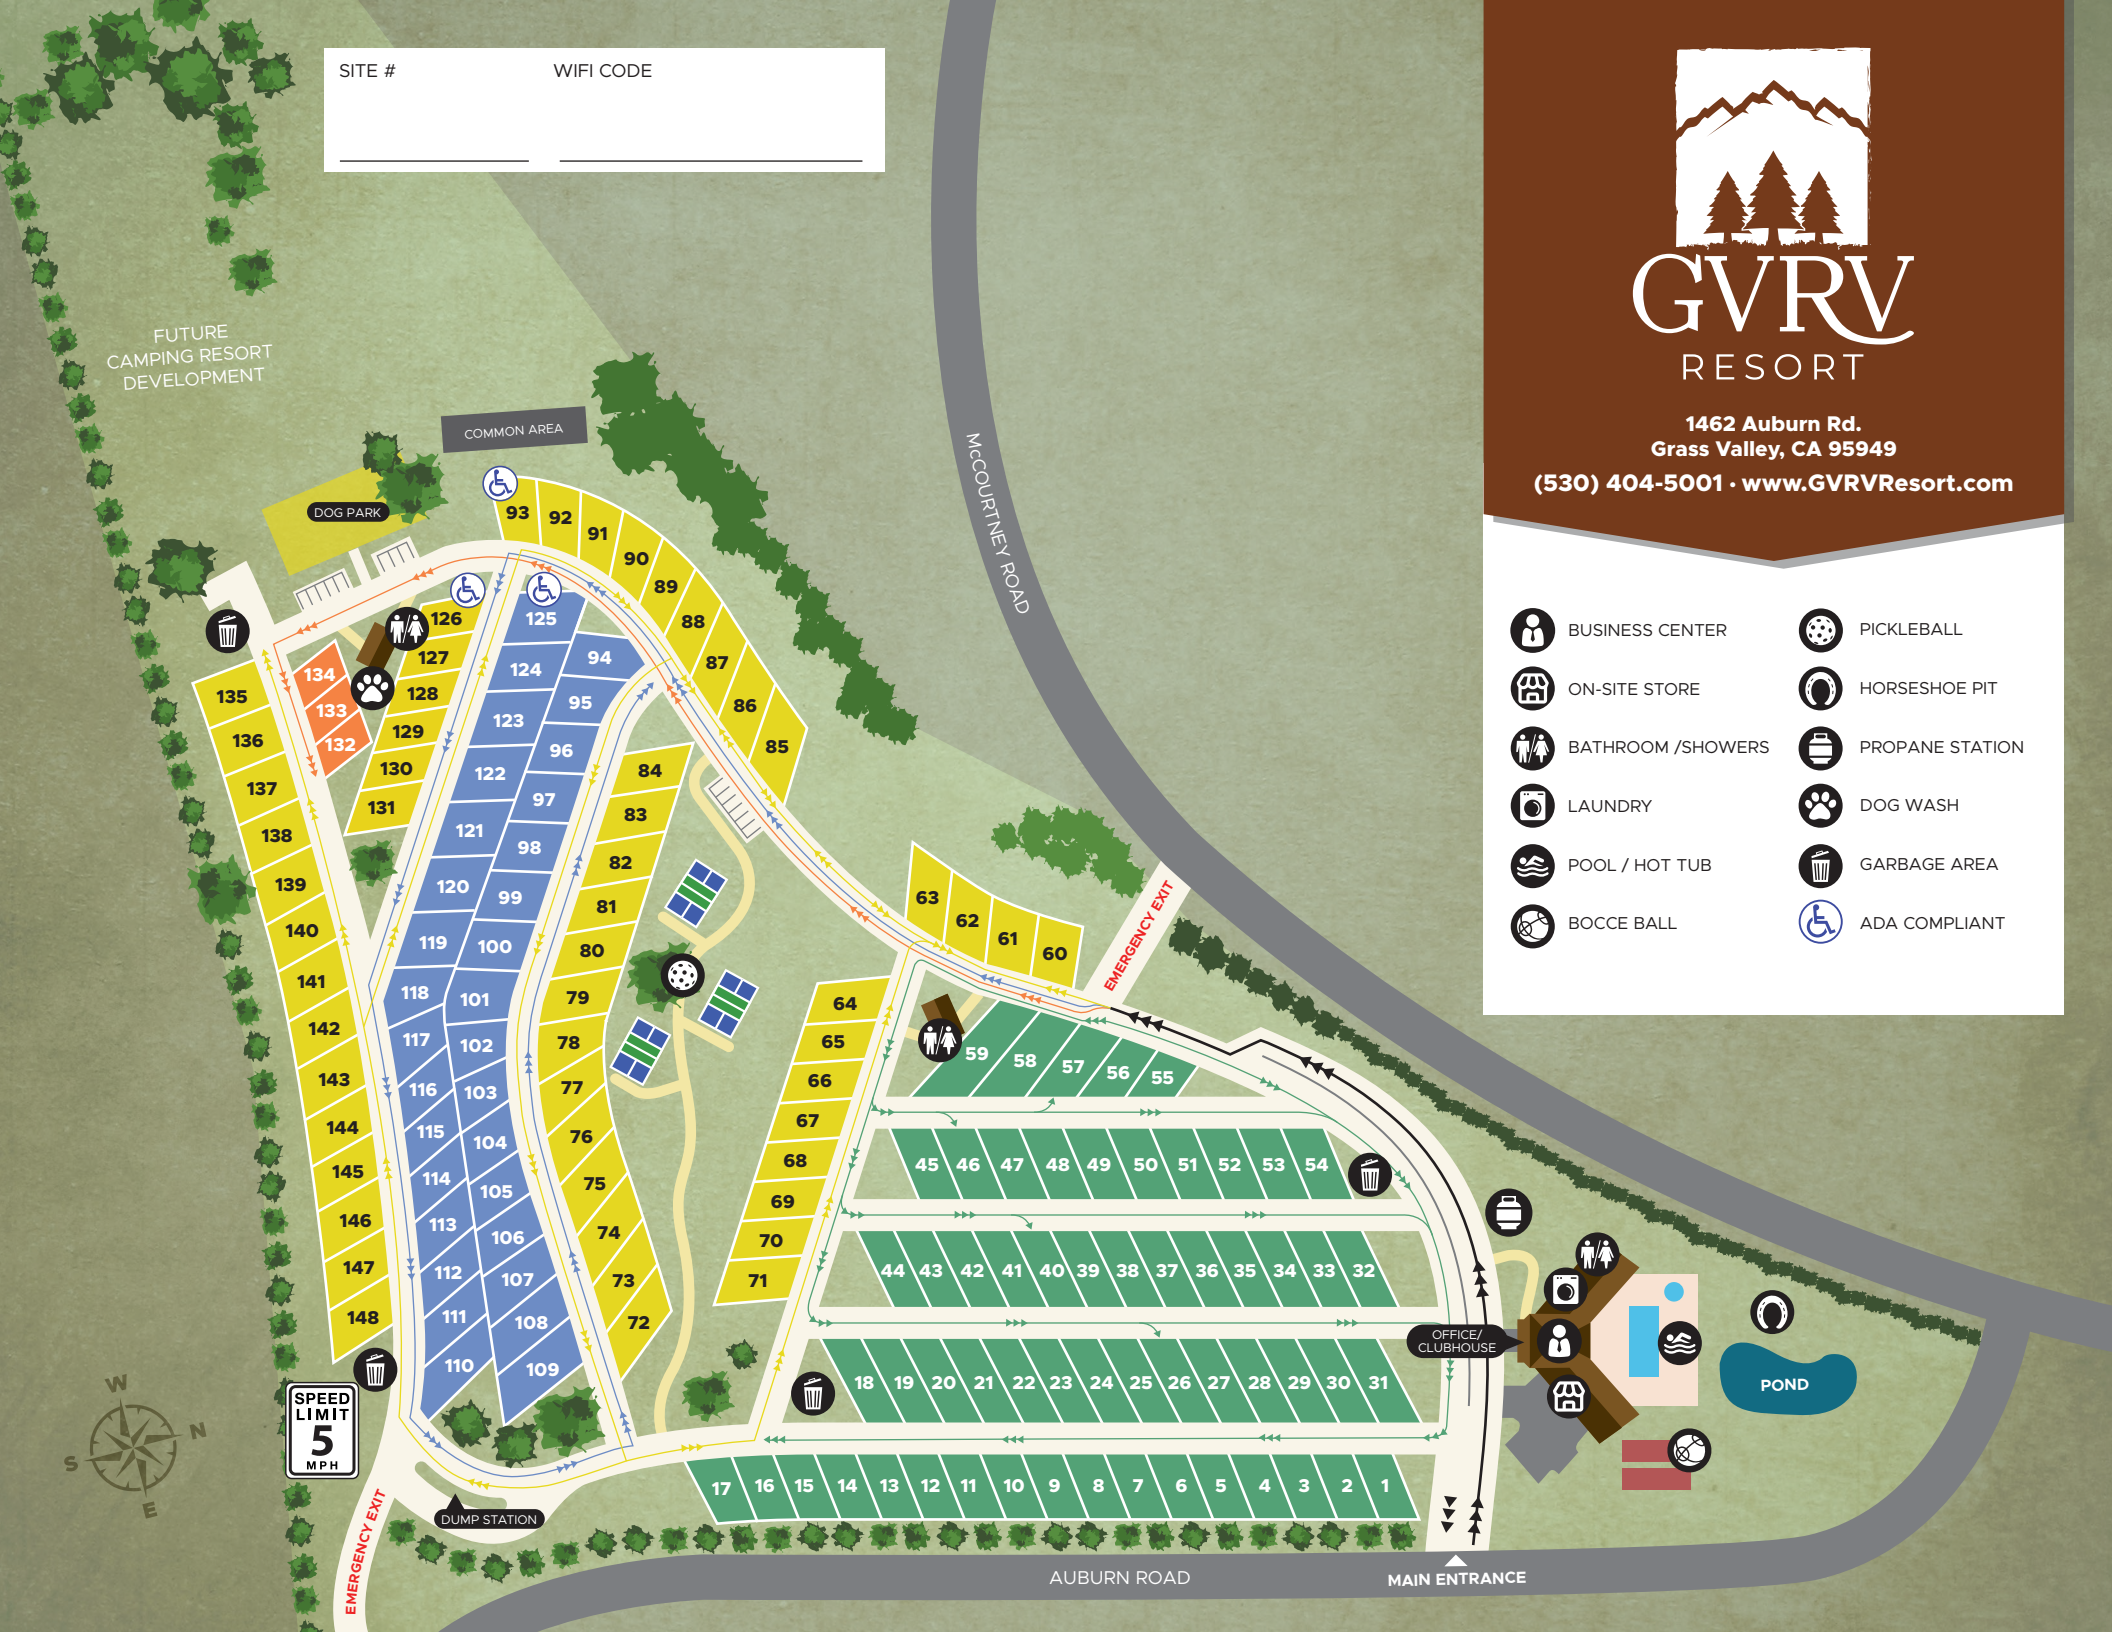 SITE #
WIFI CODE
GVRV
RESORT
1462 Auburn Rd.
Grass Valley, CA 95949
(530) 404-5001 • www.GVRVResort.com
BUSINESS CENTER
ON-SITE STORE
BATHROOM /SHOWERS
LAUNDRY
POOL / HOT TUB
BOCCE BALL
PICKLEBALL
HORSESHOE PIT
PROPANE STATION
DOG WASH
GARBAGE AREA
ADA COMPLIANT
FUTURE
CAMPING RESORT
DEVELOPMENT
COMMON AREA
DOG PARK
McCOURTNEY ROAD
EMERGENCY EXIT
93
92
91
90
89
88
87
86
85
126
127
128
129
130
131
134
133
132
135
136
137
138
139
140
141
142
143
144
145
146
147
148
125
124
123
122
121
120
119
118
117
116
115
114
113
112
111
110
94
95
96
97
98
99
100
101
102
103
104
105
106
107
108
109
84
83
82
81
80
79
78
77
76
75
74
73
72
63
62
61
60
64
65
66
67
68
69
70
71
59 58 57 56 55
45 46 47 48 49 50 51 52 53 54
44 43 42 41 40 39 38 37 36 35 34 33 32
18 19 20 21 22 23 24 25 26 27 28 29 30 31
17 16 15 14 13 12 11 10 9 8 7 6 5 4 3 2 1
OFFICE/
CLUBHOUSE
POND
W
N
S
E
SPEED
LIMIT
5
MPH
DUMP STATION
EMERGENCY EXIT
AUBURN ROAD
MAIN ENTRANCE